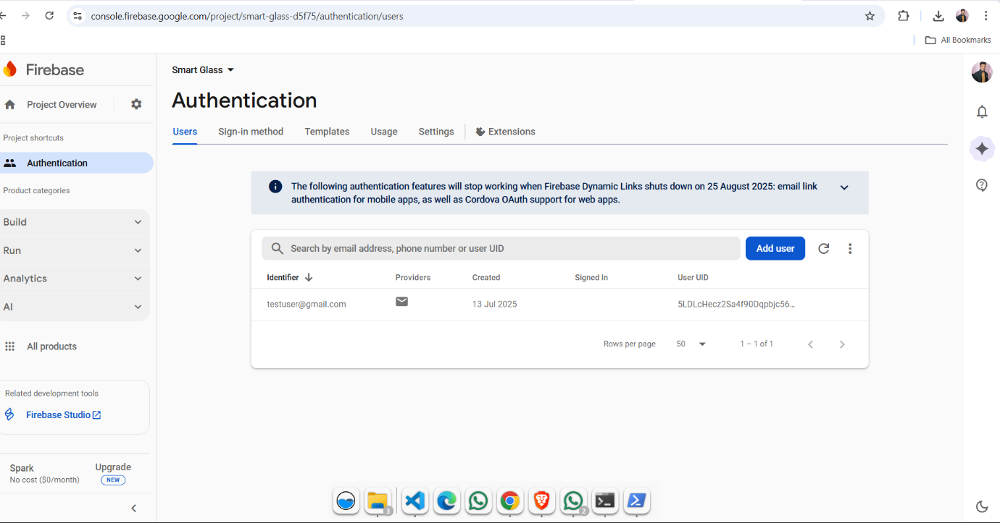 console.firebase.google.com/project/smart-glass-d5f75/authentication/users
All Bookmarks
Firebase
Project Overview
Project shortcuts
Authentication
Product categories
Build
Run
Analytics
AI
All products
Related development tools
Firebase Studio
Spark
No cost ($0/month)
Upgrade
NEW
Smart Glass
Authentication
Users
Sign-in method
Templates
Usage
Settings
Extensions
The following authentication features will stop working when Firebase Dynamic Links shuts down on 25 August 2025: email link
authentication for mobile apps, as well as Cordova OAuth support for web apps.
Search by email address, phone number or user UID
Add user
Identifier
Providers
Created
Signed In
User UID
testuser@gmail.com
13 Jul 2025
5LDLcHecz2Sa4f90Dqpbjc56...
Rows per page
50
1 – 1 of 1
3
2